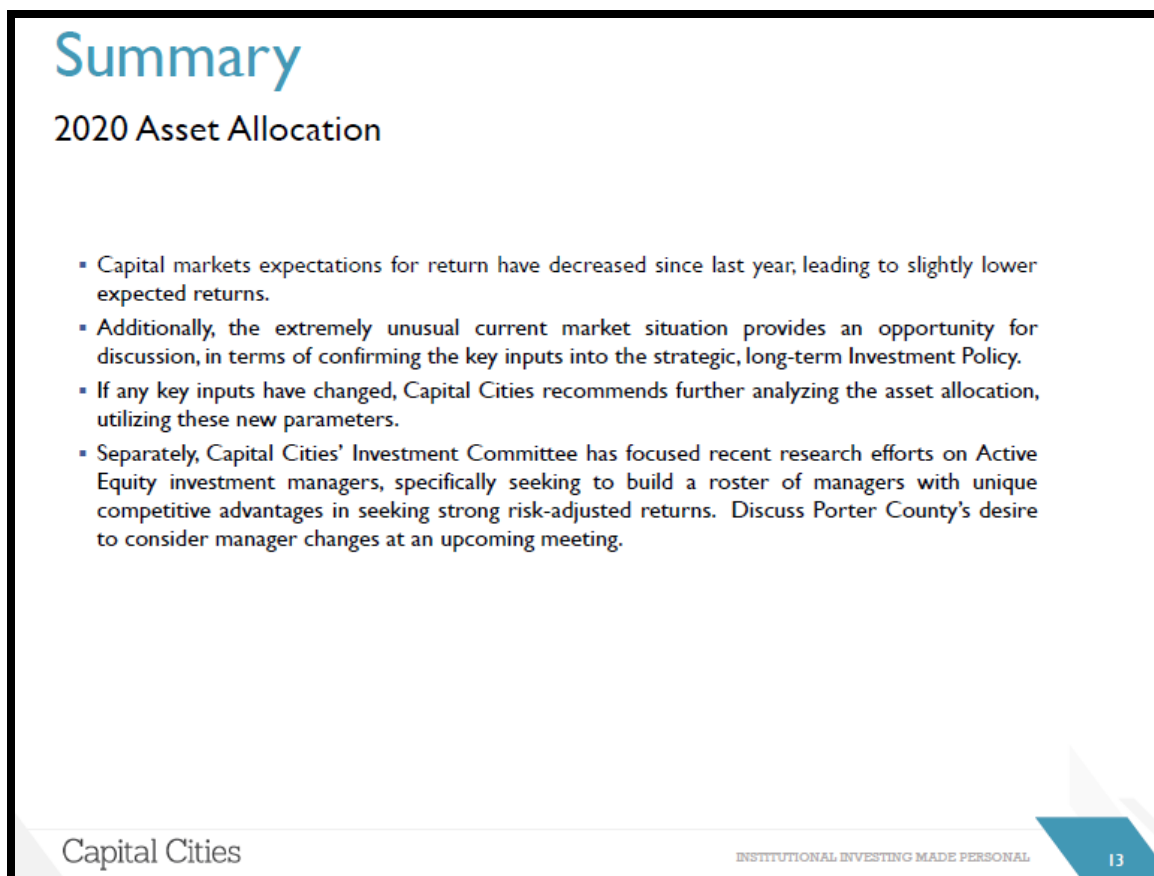 Summary
2020 Asset Allocation
▪ Capital markets expectations for return have decreased since last year, leading to slightly lower
expected returns.
▪ Additionally, the extremely unusual current market situation provides an opportunity for
discussion, in terms of confirming the key inputs into the strategic, long-term Investment Policy.
▪ If any key inputs have changed, Capital Cities recommends further analyzing the asset allocation,
utilizing these new parameters.
▪ Separately, Capital Cities’ Investment Committee has focused recent research efforts on Active
Equity investment managers, specifically seeking to build a roster of managers with unique
competitive advantages in seeking strong risk-adjusted returns. Discuss Porter County’s desire
to consider manager changes at an upcoming meeting.
Capital Cities
INSTITUTIONAL INVESTING MADE PERSONAL
13